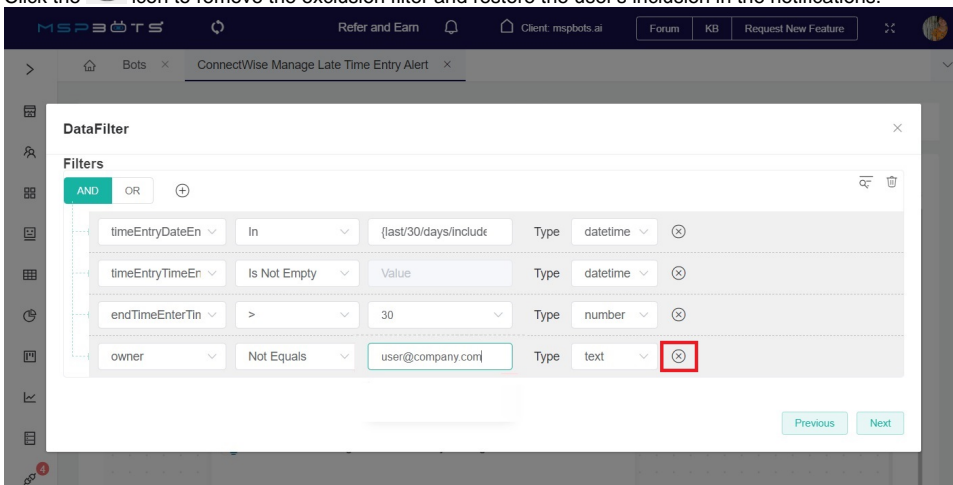 Click the icon to remove the exclusion filter and restore the user's inclusion in the notifications.
MSPBOTS Refer and Earn Client: mspbots.ai Forum KB Request New Feature
Bots × ConnectWise Manage Late Time Entry Alert ×
DataFilter
Filters
AND OR
timeEntryDateEn In {last/30/days/include Type datetime
timeEntryTimeEn Is Not Empty Value Type datetime
endTimeEnterTin > 30 Type number
owner Not Equals user@company.com Type text
Previous Next
4